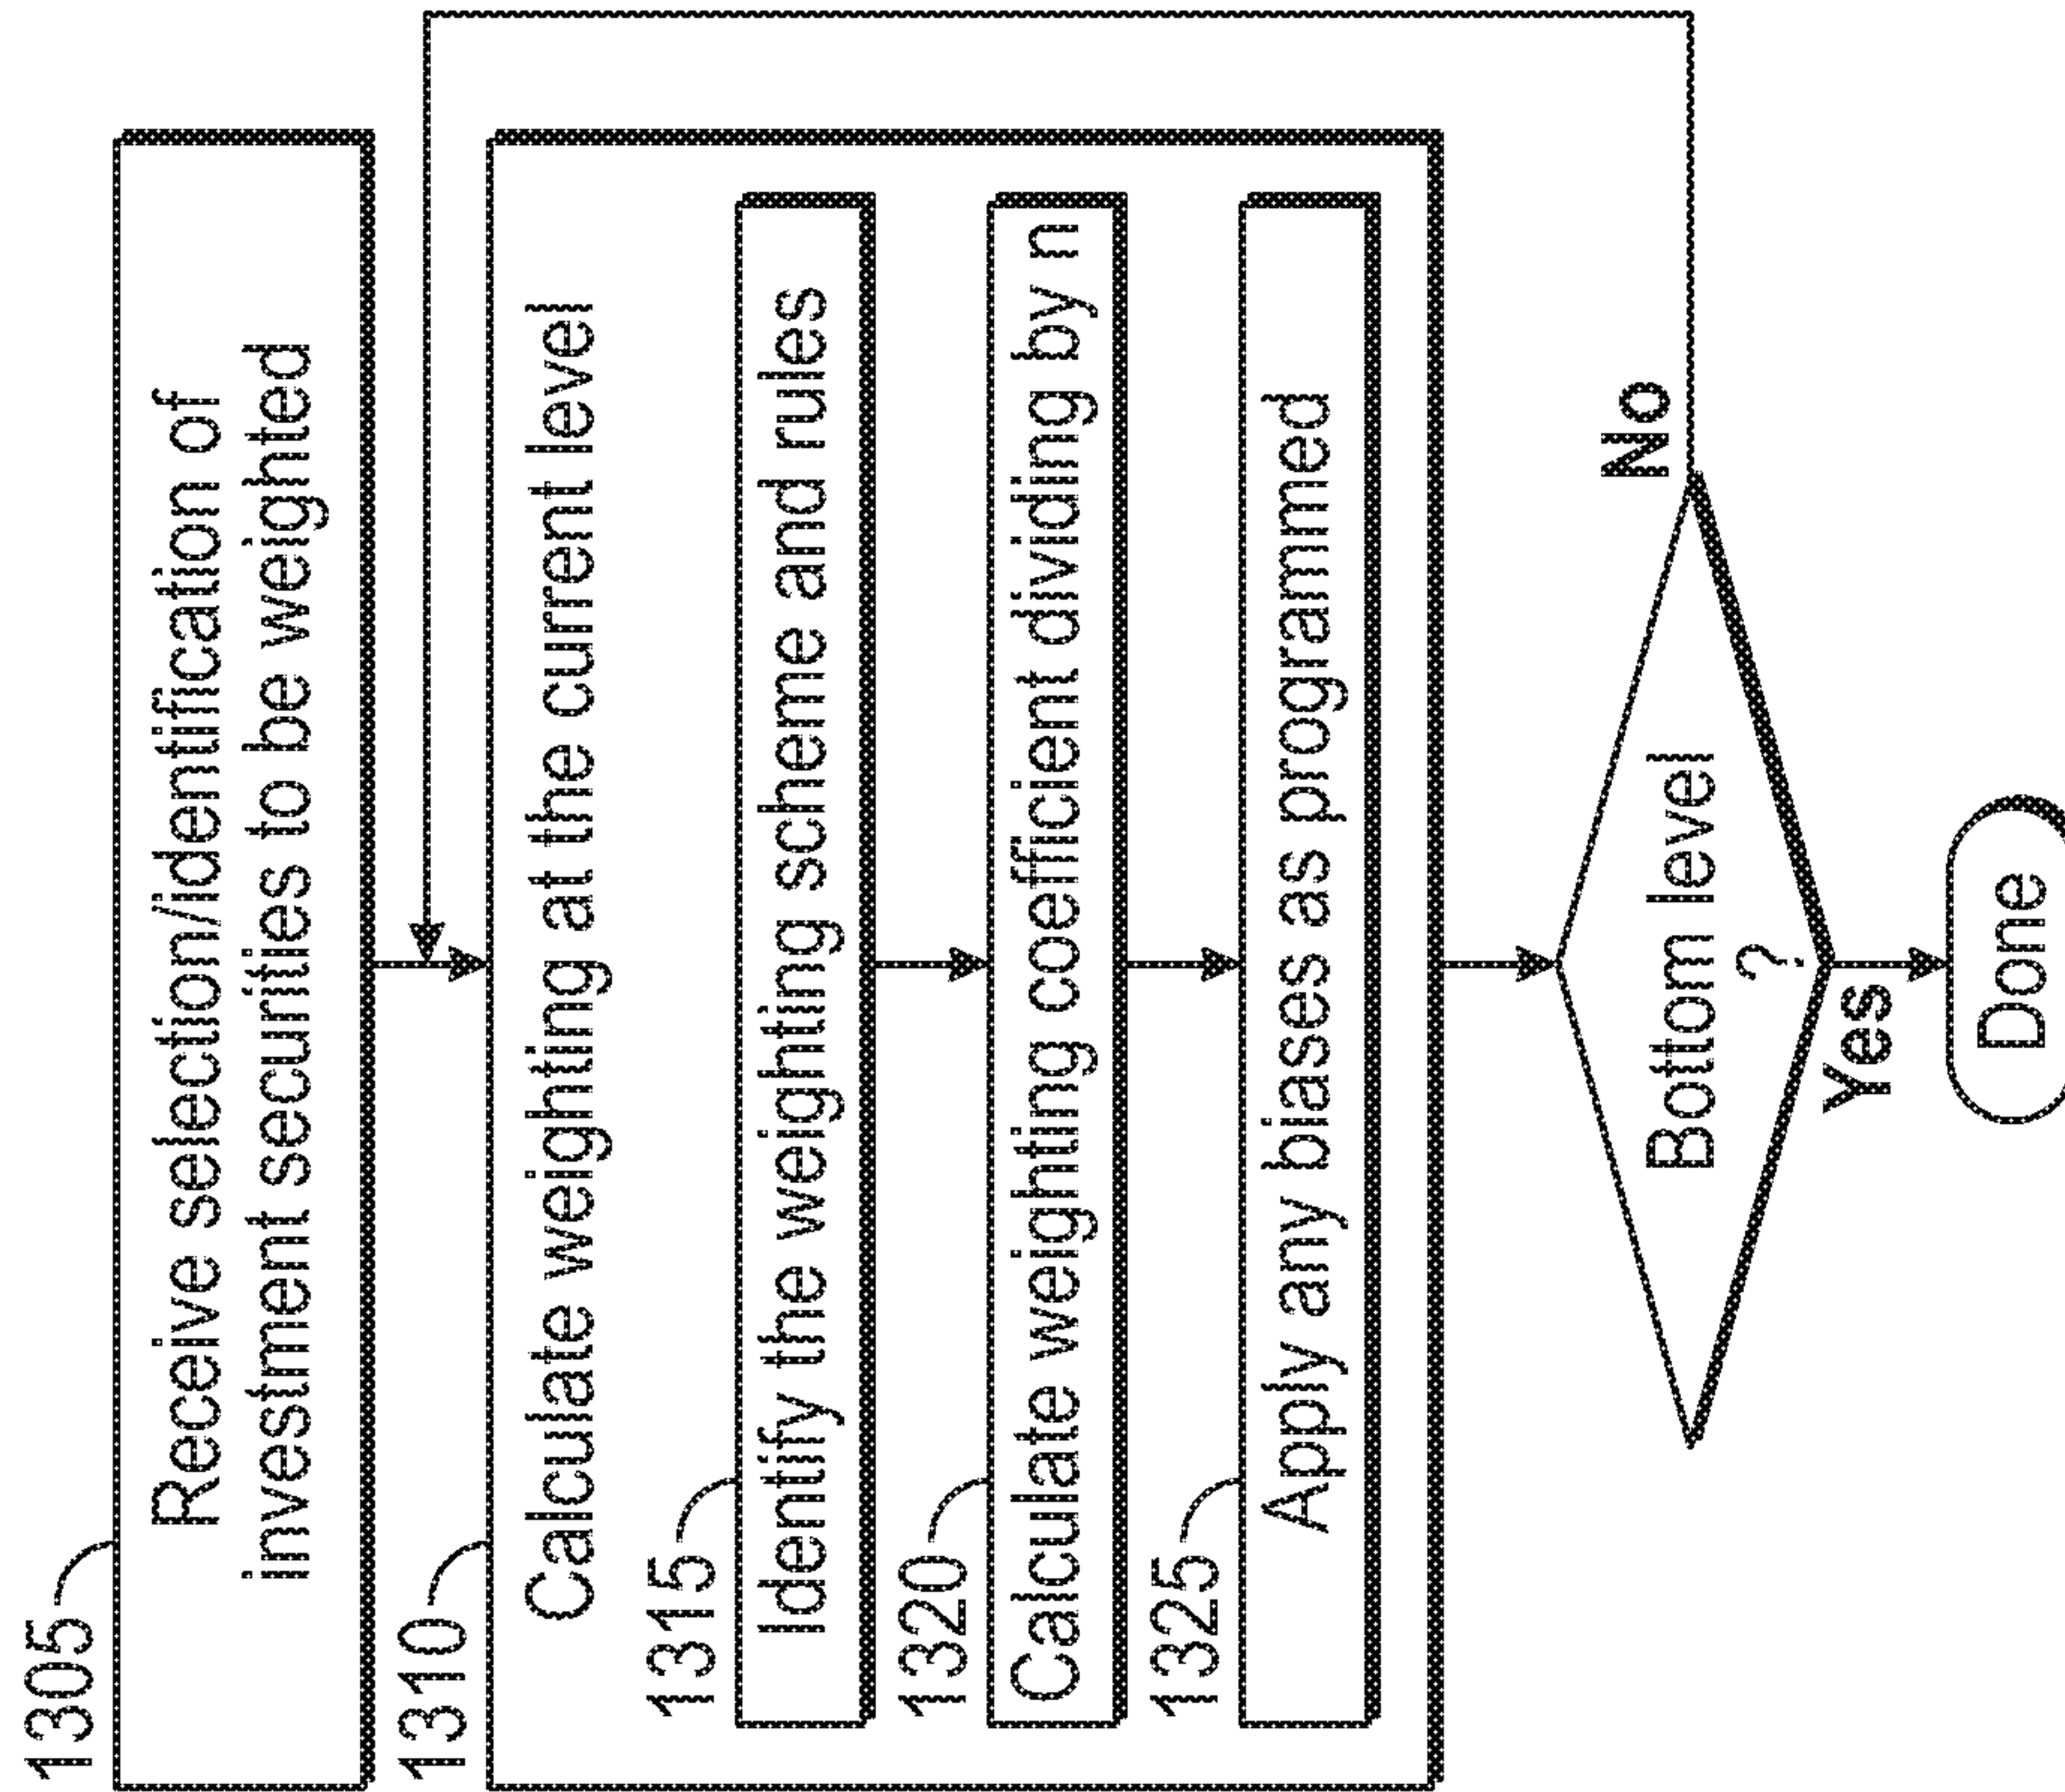 1305
Receive selection/identification of
investment securities to be weighted
1310
Calculate weighting at the current level
1315
Identify the weighting scheme and rules
1320
Calculate weighting coefficient dividing by n
1325
Apply any biases as programmed
Bottom level
?
No
Yes
Done